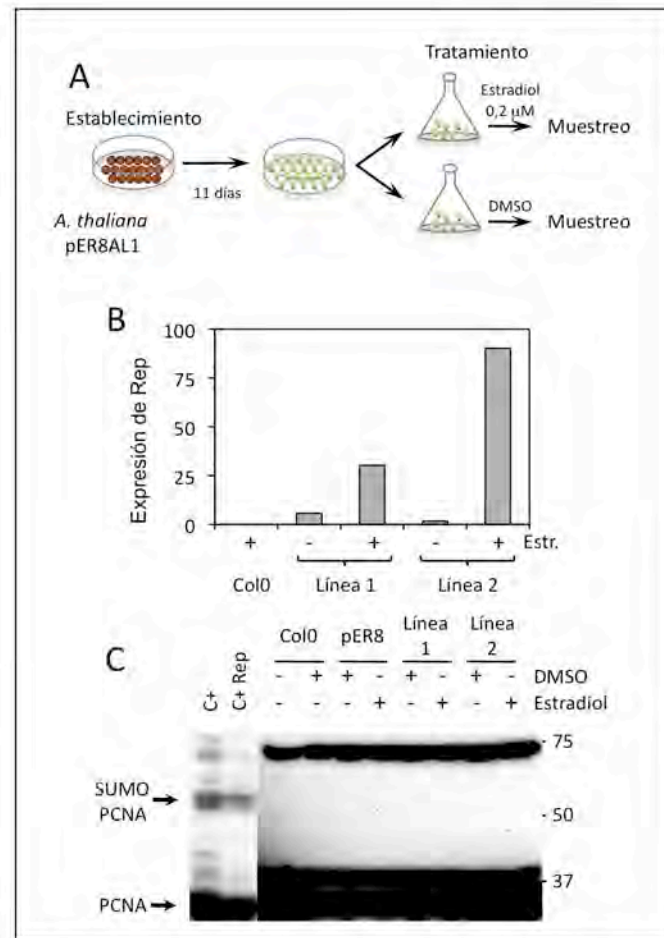 A
Tratamiento
Establecimiento
Estradiol
0,2 µM
Muestreo
11 días
DMSO
Muestreo
A. thaliana
pER8AL1
B
Expresión de Rep
100
75
50
25
0
+ - + - + Estr.
Col0 Línea 1 Línea 2
C
Col0 pER8 Línea 1 Línea 2
C+ C+ Rep
- + + - + - + - DMSO
- - - + - + - + Estradiol
- 75
SUMO
PCNA
- 50
- 37
PCNA